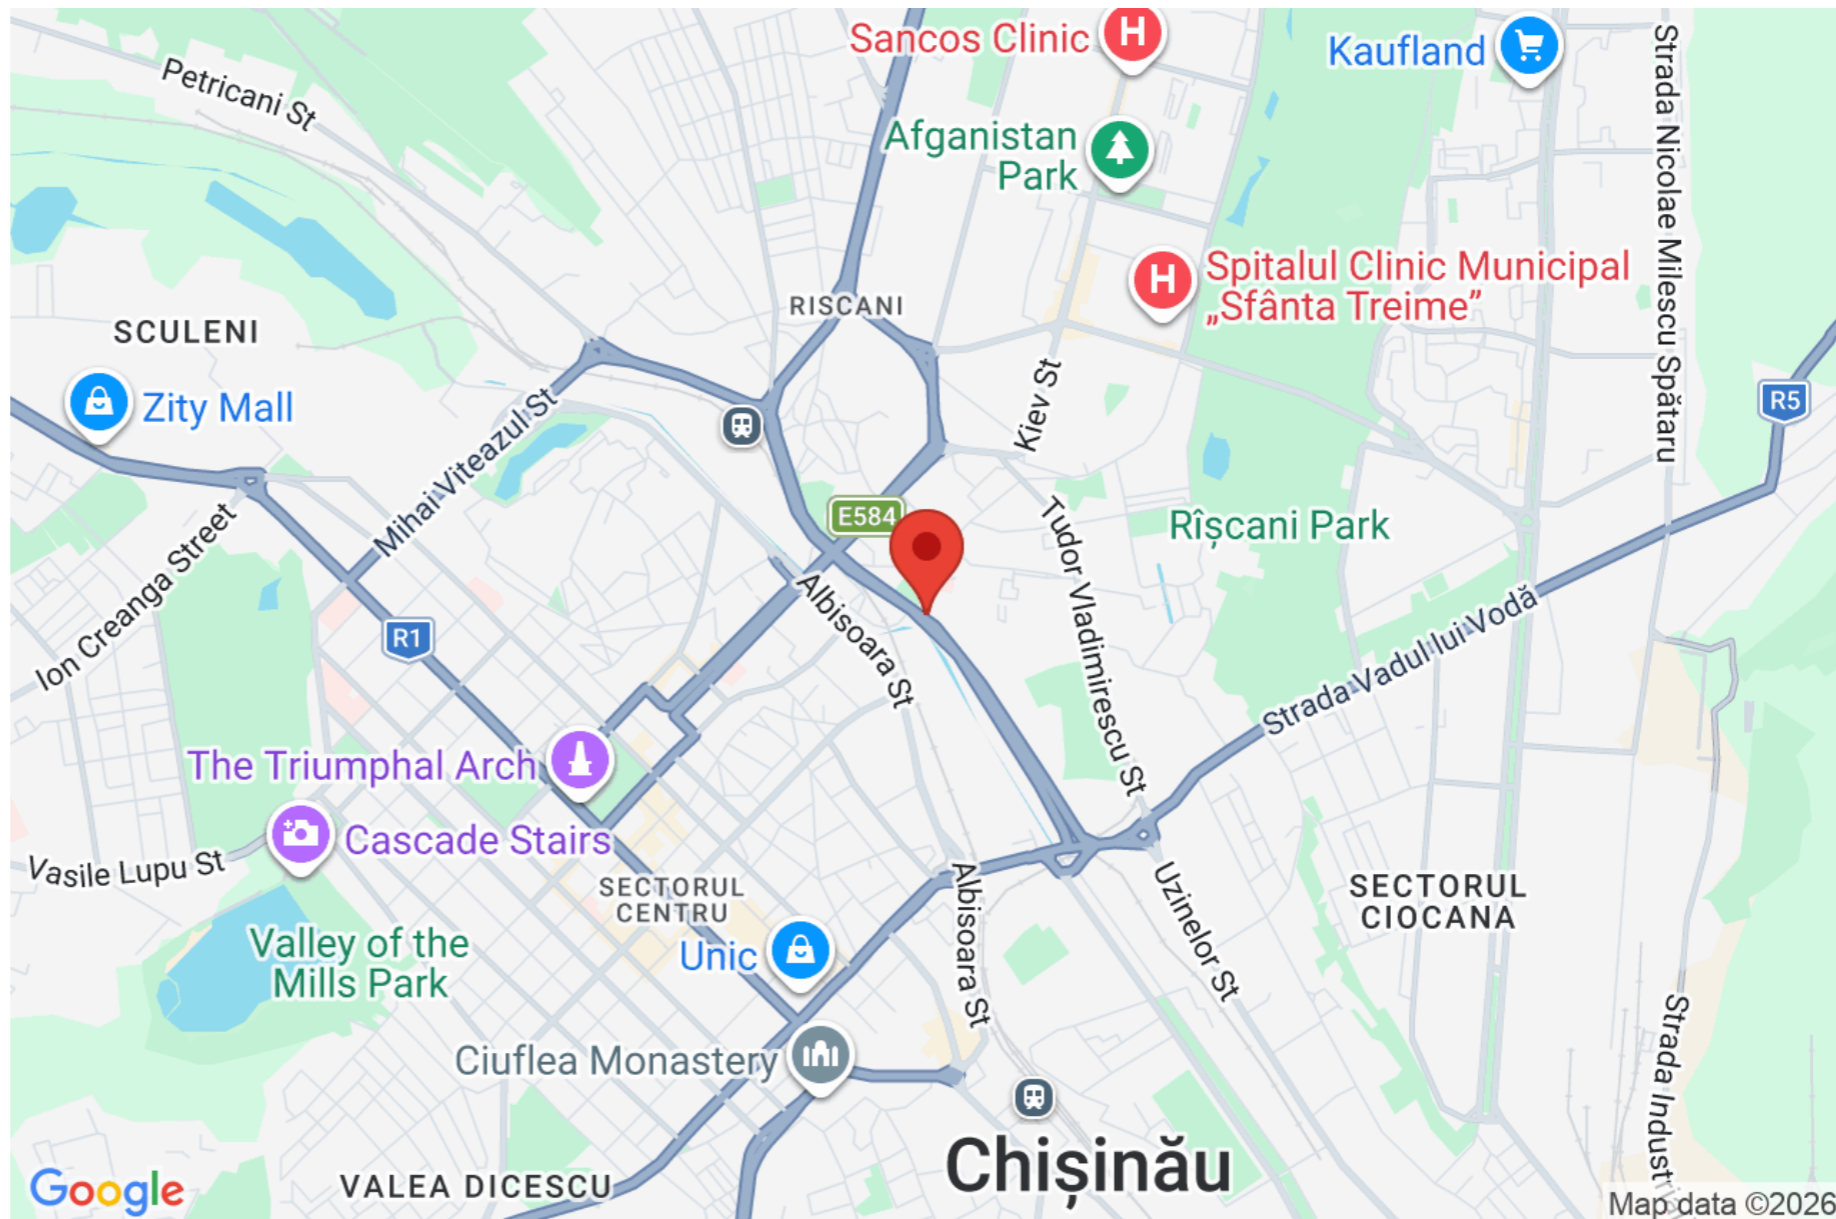 Sancos Clinic
H
Kaufland
Petricani St
Afganistan
Park
Strada Nicolae Milescu Spătaru
H
Spitalul Clinic Municipal
„Sfânta Treime”
RISCANI
SCULENI
Zity Mall
Mihai Viteazul St
Kiev St
R5
E584
Tudor Vladimirescu St
Rîșcani Park
Ion Creanga Street
R1
Albisoara St
Strada Vadul lui Vodă
The Triumphal Arch
Cascade Stairs
Vasile Lupu St
SECTORUL
CENTRU
Albisoara St
Uzinelor St
SECTORUL
CIOCANA
Valley of the
Mills Park
Unic
Ciuflea Monastery
Strada Industri
Chișinău
VALEA DICESCU
Google
Map data ©2026